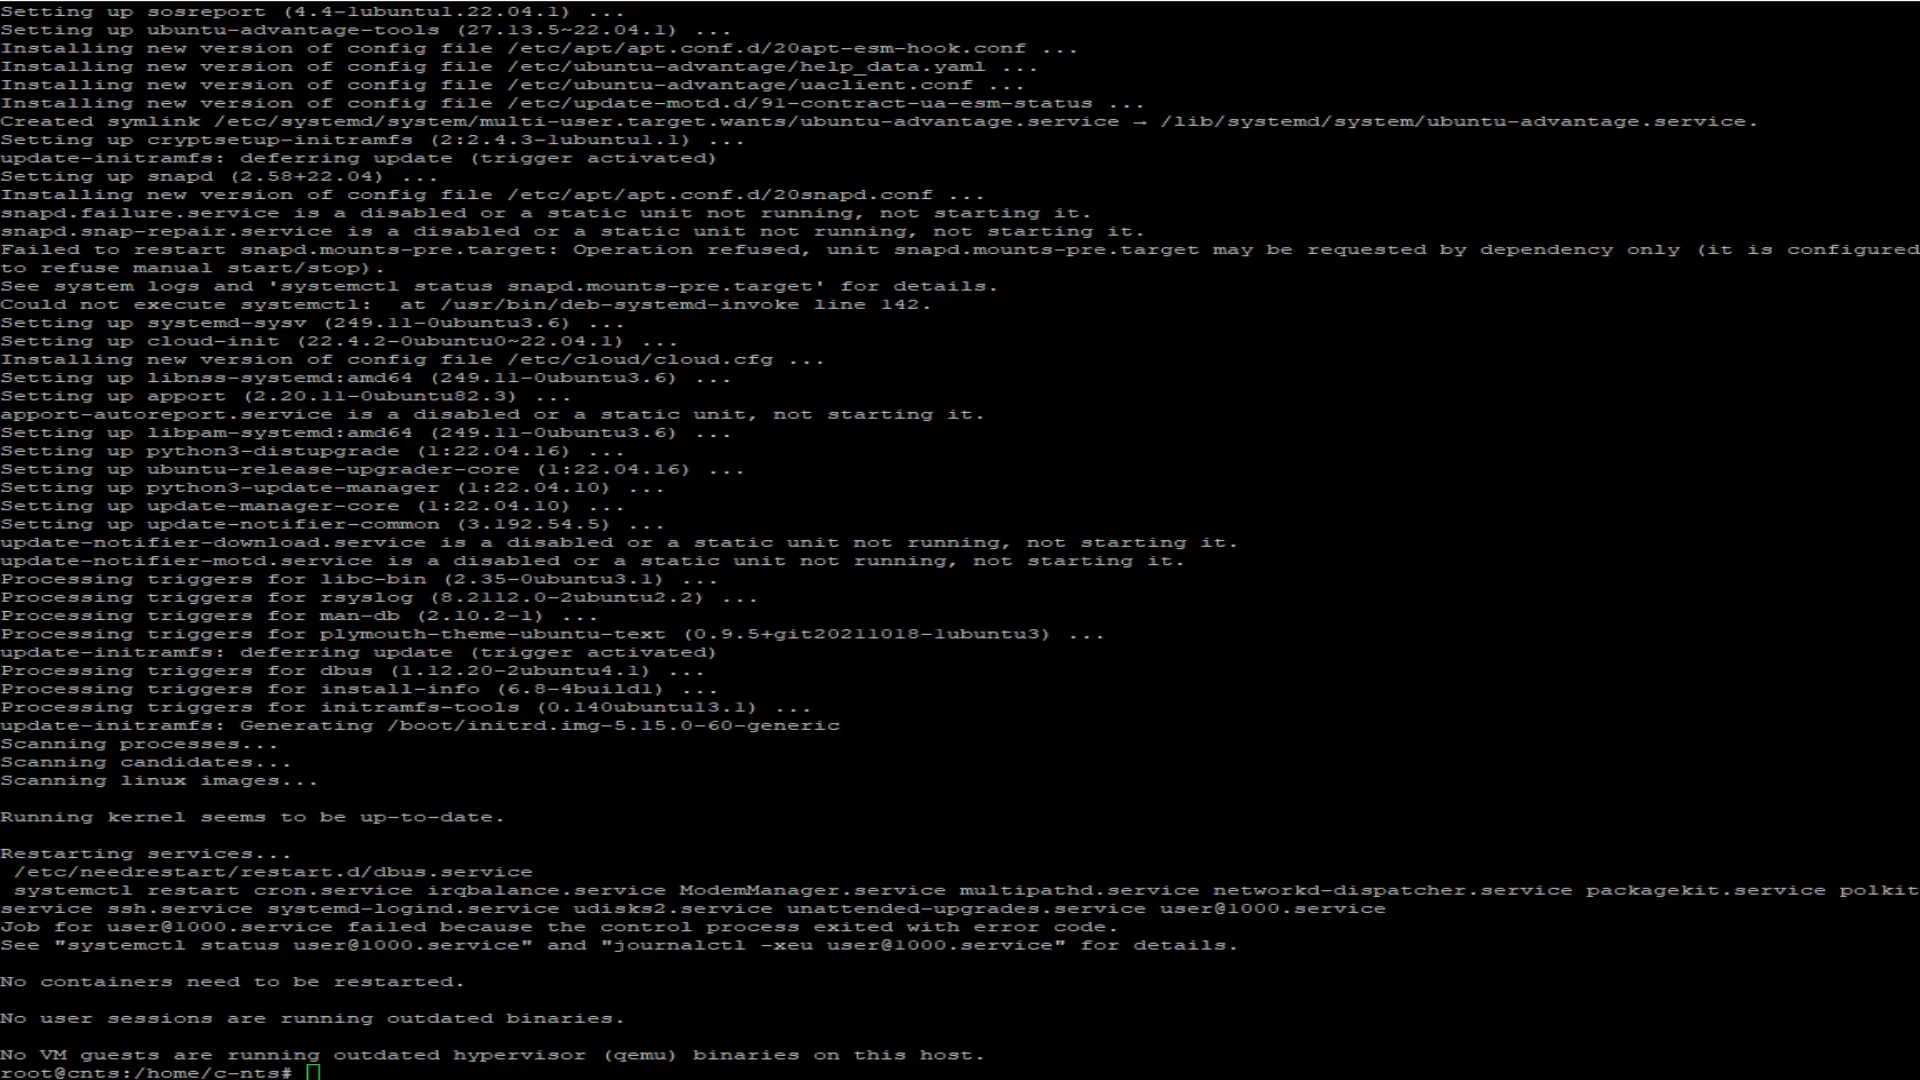 Setting up sosreport (4.4-1ubuntu1.22.04.1) ...
Setting up ubuntu-advantage-tools (27.13.5~22.04.1) ...
Installing new version of config file /etc/apt/apt.conf.d/20apt-esm-hook.conf ...
Installing new version of config file /etc/ubuntu-advantage/help_data.yaml ...
Installing new version of config file /etc/ubuntu-advantage/uaclient.conf ...
Installing new version of config file /etc/update-motd.d/91-contract-ua-esm-status ...
Created symlink /etc/systemd/system/multi-user.target.wants/ubuntu-advantage.service → /lib/systemd/system/ubuntu-advantage.service.
Setting up cryptsetup-initramfs (2:2.4.3-1ubuntu1.1) ...
update-initramfs: deferring update (trigger activated)
Setting up snapd (2.58+22.04) ...
Installing new version of config file /etc/apt/apt.conf.d/20snapd.conf ...
snapd.failure.service is a disabled or a static unit not running, not starting it.
snapd.snap-repair.service is a disabled or a static unit not running, not starting it.
Failed to restart snapd.mounts-pre.target: Operation refused, unit snapd.mounts-pre.target may be requested by dependency only (it is configured
to refuse manual start/stop).
See system logs and 'systemctl status snapd.mounts-pre.target' for details.
Could not execute systemctl:  at /usr/bin/deb-systemd-invoke line 142.
Setting up systemd-sysv (249.11-0ubuntu3.6) ...
Setting up cloud-init (22.4.2-0ubuntu0~22.04.1) ...
Installing new version of config file /etc/cloud/cloud.cfg ...
Setting up libnss-systemd:amd64 (249.11-0ubuntu3.6) ...
Setting up apport (2.20.11-0ubuntu82.3) ...
apport-autoreport.service is a disabled or a static unit, not starting it.
Setting up libpam-systemd:amd64 (249.11-0ubuntu3.6) ...
Setting up python3-distupgrade (1:22.04.16) ...
Setting up ubuntu-release-upgrader-core (1:22.04.16) ...
Setting up python3-update-manager (1:22.04.10) ...
Setting up update-manager-core (1:22.04.10) ...
Setting up update-notifier-common (3.192.54.5) ...
update-notifier-download.service is a disabled or a static unit not running, not starting it.
update-notifier-motd.service is a disabled or a static unit not running, not starting it.
Processing triggers for libc-bin (2.35-0ubuntu3.1) ...
Processing triggers for rsyslog (8.2112.0-2ubuntu2.2) ...
Processing triggers for man-db (2.10.2-1) ...
Processing triggers for plymouth-theme-ubuntu-text (0.9.5+git20211018-1ubuntu3) ...
update-initramfs: deferring update (trigger activated)
Processing triggers for dbus (1.12.20-2ubuntu4.1) ...
Processing triggers for install-info (6.8-4build1) ...
Processing triggers for initramfs-tools (0.140ubuntu13.1) ...
update-initramfs: Generating /boot/initrd.img-5.15.0-60-generic
Scanning processes...
Scanning candidates...
Scanning linux images...
Running kernel seems to be up-to-date.
Restarting services...
 /etc/needrestart/restart.d/dbus.service
 systemctl restart cron.service irqbalance.service ModemManager.service multipathd.service networkd-dispatcher.service packagekit.service polkit
service ssh.service systemd-logind.service udisks2.service unattended-upgrades.service user@1000.service
Job for user@1000.service failed because the control process exited with error code.
See "systemctl status user@1000.service" and "journalctl -xeu user@1000.service" for details.
No containers need to be restarted.
No user sessions are running outdated binaries.
No VM guests are running outdated hypervisor (qemu) binaries on this host.
root@cnts:/home/c-nts#